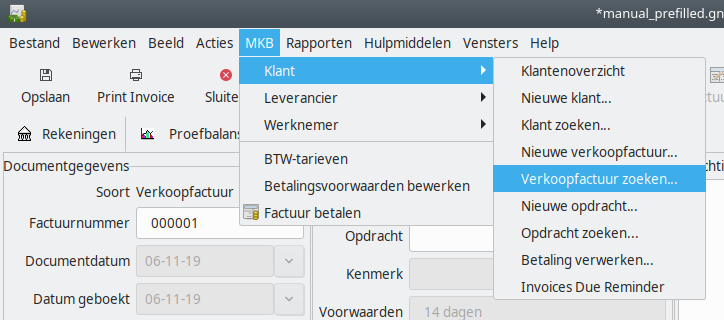 *manual_prefilled.gn
Bestand Bewerken Beeld Acties MKB Rapporten Hulpmiddelen Vensters Help
Opslaan Print Invoice Sluite
Rekeningen Proefbalans
Documentgegevens
Soort Verkoopfactuur
Factuurnummer 000001
Documentdatum 06-11-19
Datum geboekt 06-11-19
Klant
Leverancier
Werknemer
BTW-tarieven
Betalingsvoorwaarden bewerken
Factuur betalen
Opdracht
Kenmerk
Voorwaarden 14 dagen
Klantenoverzicht
Nieuwe klant...
Klant zoeken...
Nieuwe verkoopfactuur...
Verkoopfactuur zoeken...
Nieuwe opdracht...
Opdracht zoeken...
Betaling verwerken...
Invoices Due Reminder